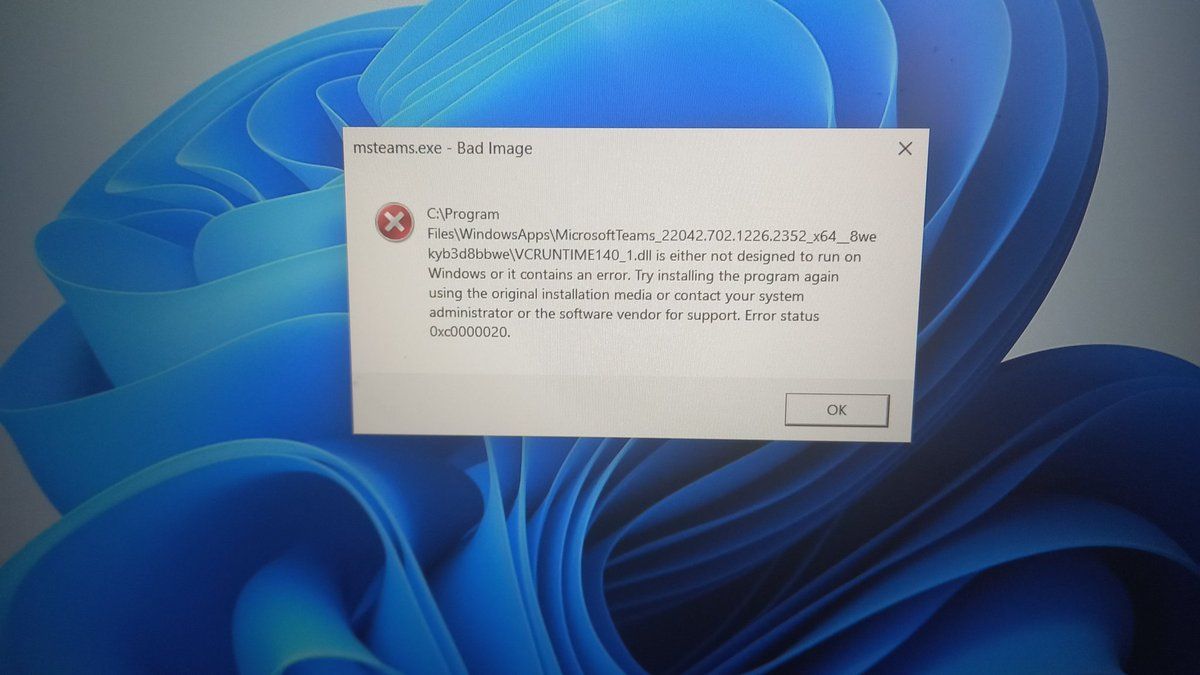 msteams.exe - Bad Image
C:\Program
Files\WindowsApps\MicrosoftTeams_22042.702.1226.2352_x64__8we
kyb3d8bbwe\VCRUNTIME140_1.dll is either not designed to run on
Windows or it contains an error. Try installing the program again
using the original installation media or contact your system
administrator or the software vendor for support. Error status
0xc0000020.
OK